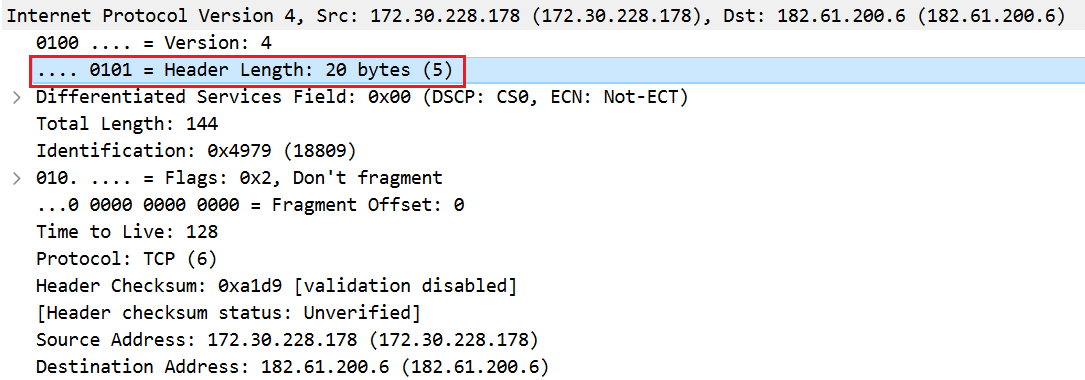 Internet Protocol Version 4, Src: 172.30.228.178 (172.30.228.178), Dst: 182.61.200.6 (182.61.200.6)
0100 .... = Version: 4
.... 0101 = Header Length: 20 bytes (5)
Differentiated Services Field: 0x00 (DSCP: CS0, ECN: Not-ECT)
Total Length: 144
Identification: 0x4979 (18809)
010. .... = Flags: 0x2, Don't fragment
...0 0000 0000 0000 = Fragment Offset: 0
Time to Live: 128
Protocol: TCP (6)
Header Checksum: 0xa1d9 [validation disabled]
[Header checksum status: Unverified]
Source Address: 172.30.228.178 (172.30.228.178)
Destination Address: 182.61.200.6 (182.61.200.6)